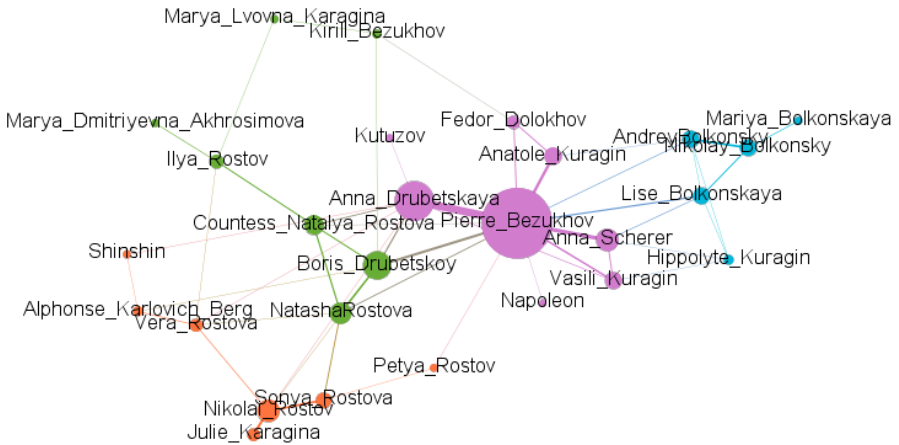 Marya_Lvovna_Karagina
Kirill_Bezukhov
Marya_Dmitriyevna_Akhrosimova
Fedor_Dolokhov
Mariya_Bolkonskaya
Kutuzov
AndreyBolkonsky
Nikolay_Bolkonsky
Ilya_Rostov
Anatole_Kuragin
Anna_Drubetskaya
Lise_Bolkonskaya
Countess_Natalya_Rostova
Pierre_Bezukhov
Anna_Scherer
Shinshin
Boris_Drubetskoy
Hippolyte_Kuragin
Vasili_Kuragin
Napoleon
Alphonse_Karlovich_Berg
NatashaRostova
Vera_Rostova
Petya_Rostov
Sonya_Rostova
Nikolai_Rostov
Julie_Karagina